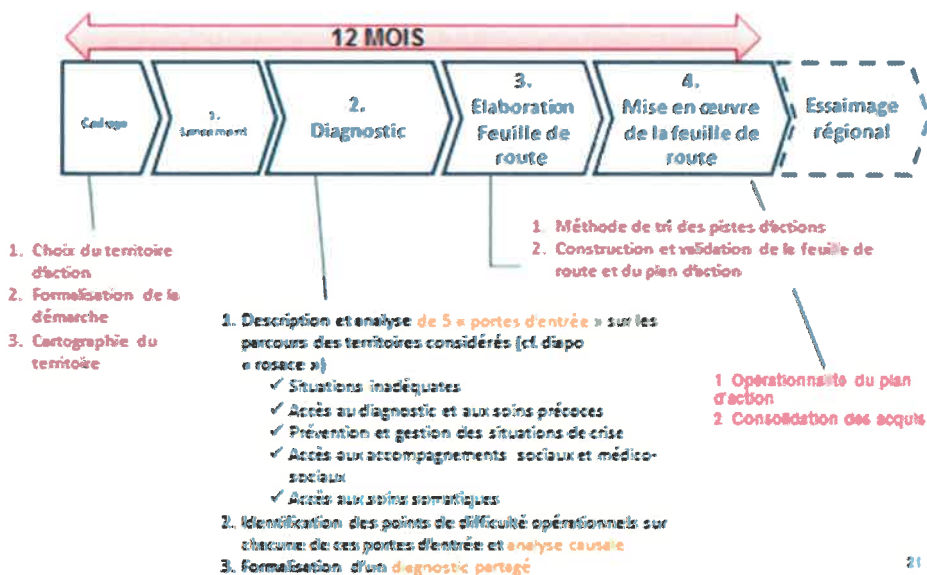 12 MOIS
Cadrage
1.
Lancement
2.
Diagnostic
3.
Elaboration
Feuille de
route
4.
Mise en œuvre
de la feuille de
route
Essaimage
régional
1. Choix du territoire
d'action
2. Formalisation de la
démarche
3. Cartographie du
territoire
1. Méthode de tri des pistes d'actions
2. Construction et validation de la feuille de
route et du plan d'action
1. Description et analyse de 5 « portes d'entrée » sur les
parcours des territoires considérés (cf. diapo
« rosace »)
✓ Situations inadéquates
✓ Accès au diagnostic et aux soins précoces
✓ Prévention et gestion des situations de crise
✓ Accès aux accompagnements sociaux et médico-
sociaux
✓ Accès aux soins somatiques
2. Identification des points de difficulté opérationnels sur
chacune de ces portes d'entrée et analyse causale
3. Formalisation d'un diagnostic partagé
1 Opérationnalité du plan
d'action
2 Consolidation des acquis
21